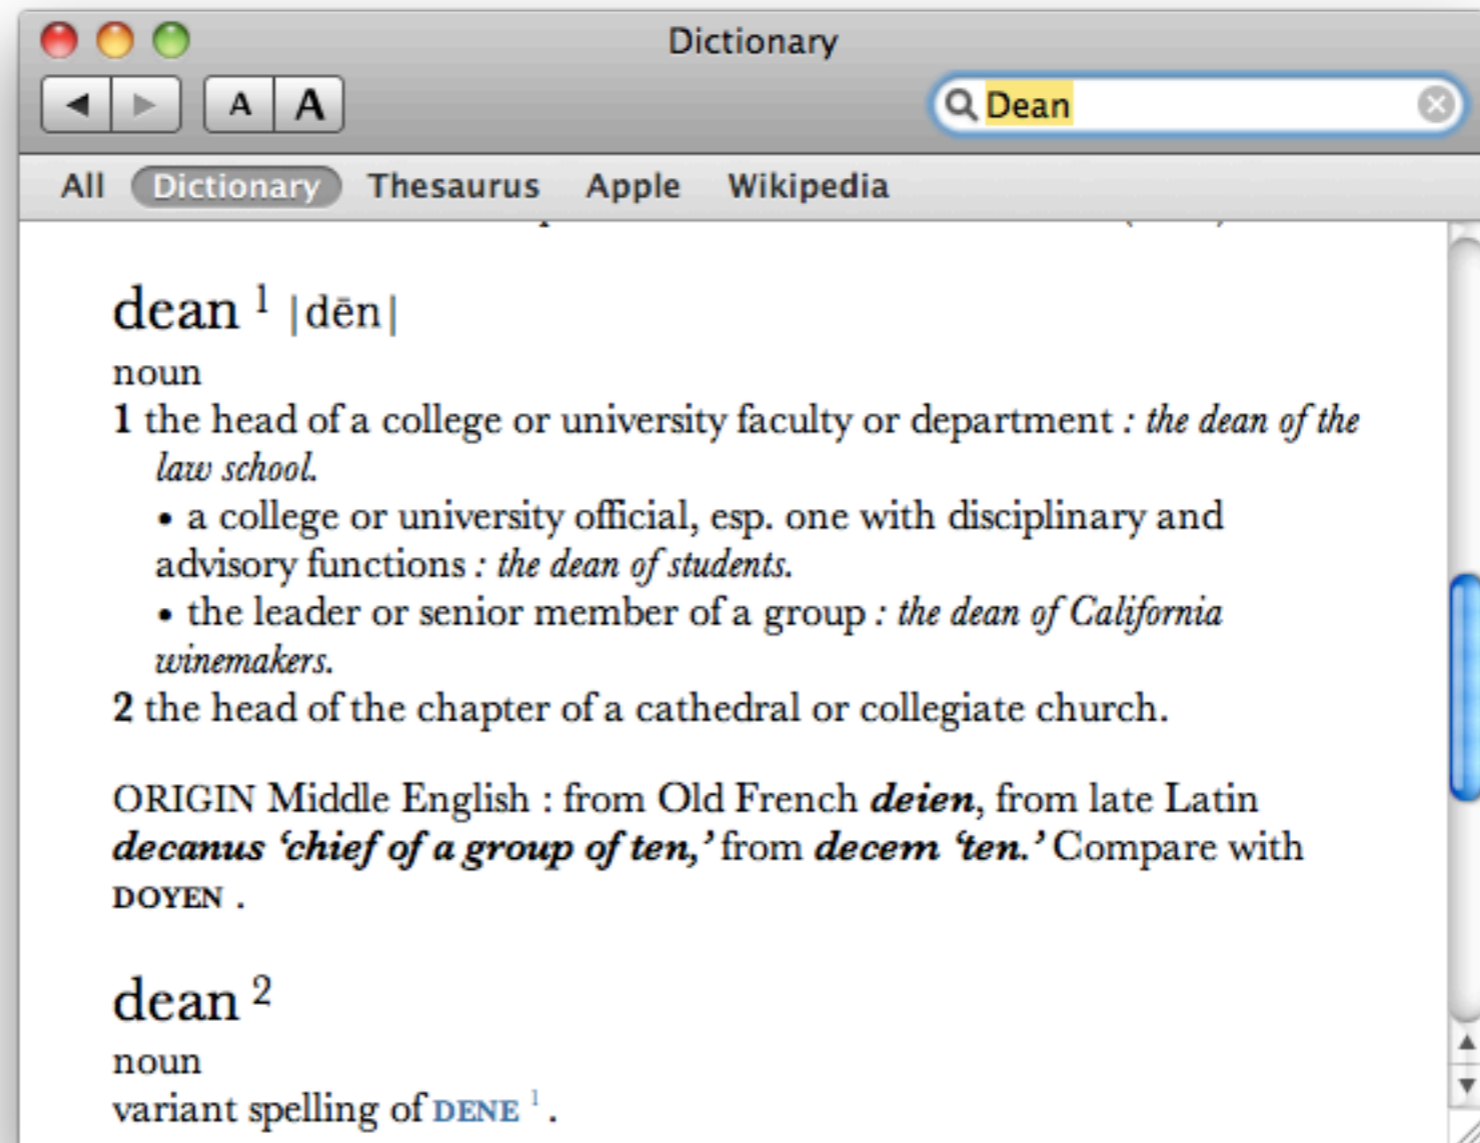 Dictionary
A A
Dean
All Dictionary Thesaurus Apple Wikipedia
dean 1 |dēn|
noun
1 the head of a college or university faculty or department : the dean of the
law school.
• a college or university official, esp. one with disciplinary and
advisory functions : the dean of students.
• the leader or senior member of a group : the dean of California
winemakers.
2 the head of the chapter of a cathedral or collegiate church.
ORIGIN Middle English : from Old French deien, from late Latin
decanus ‘chief of a group of ten,’ from decem ‘ten.’ Compare with
DOYEN .
dean 2
noun
variant spelling of DENE 1 .